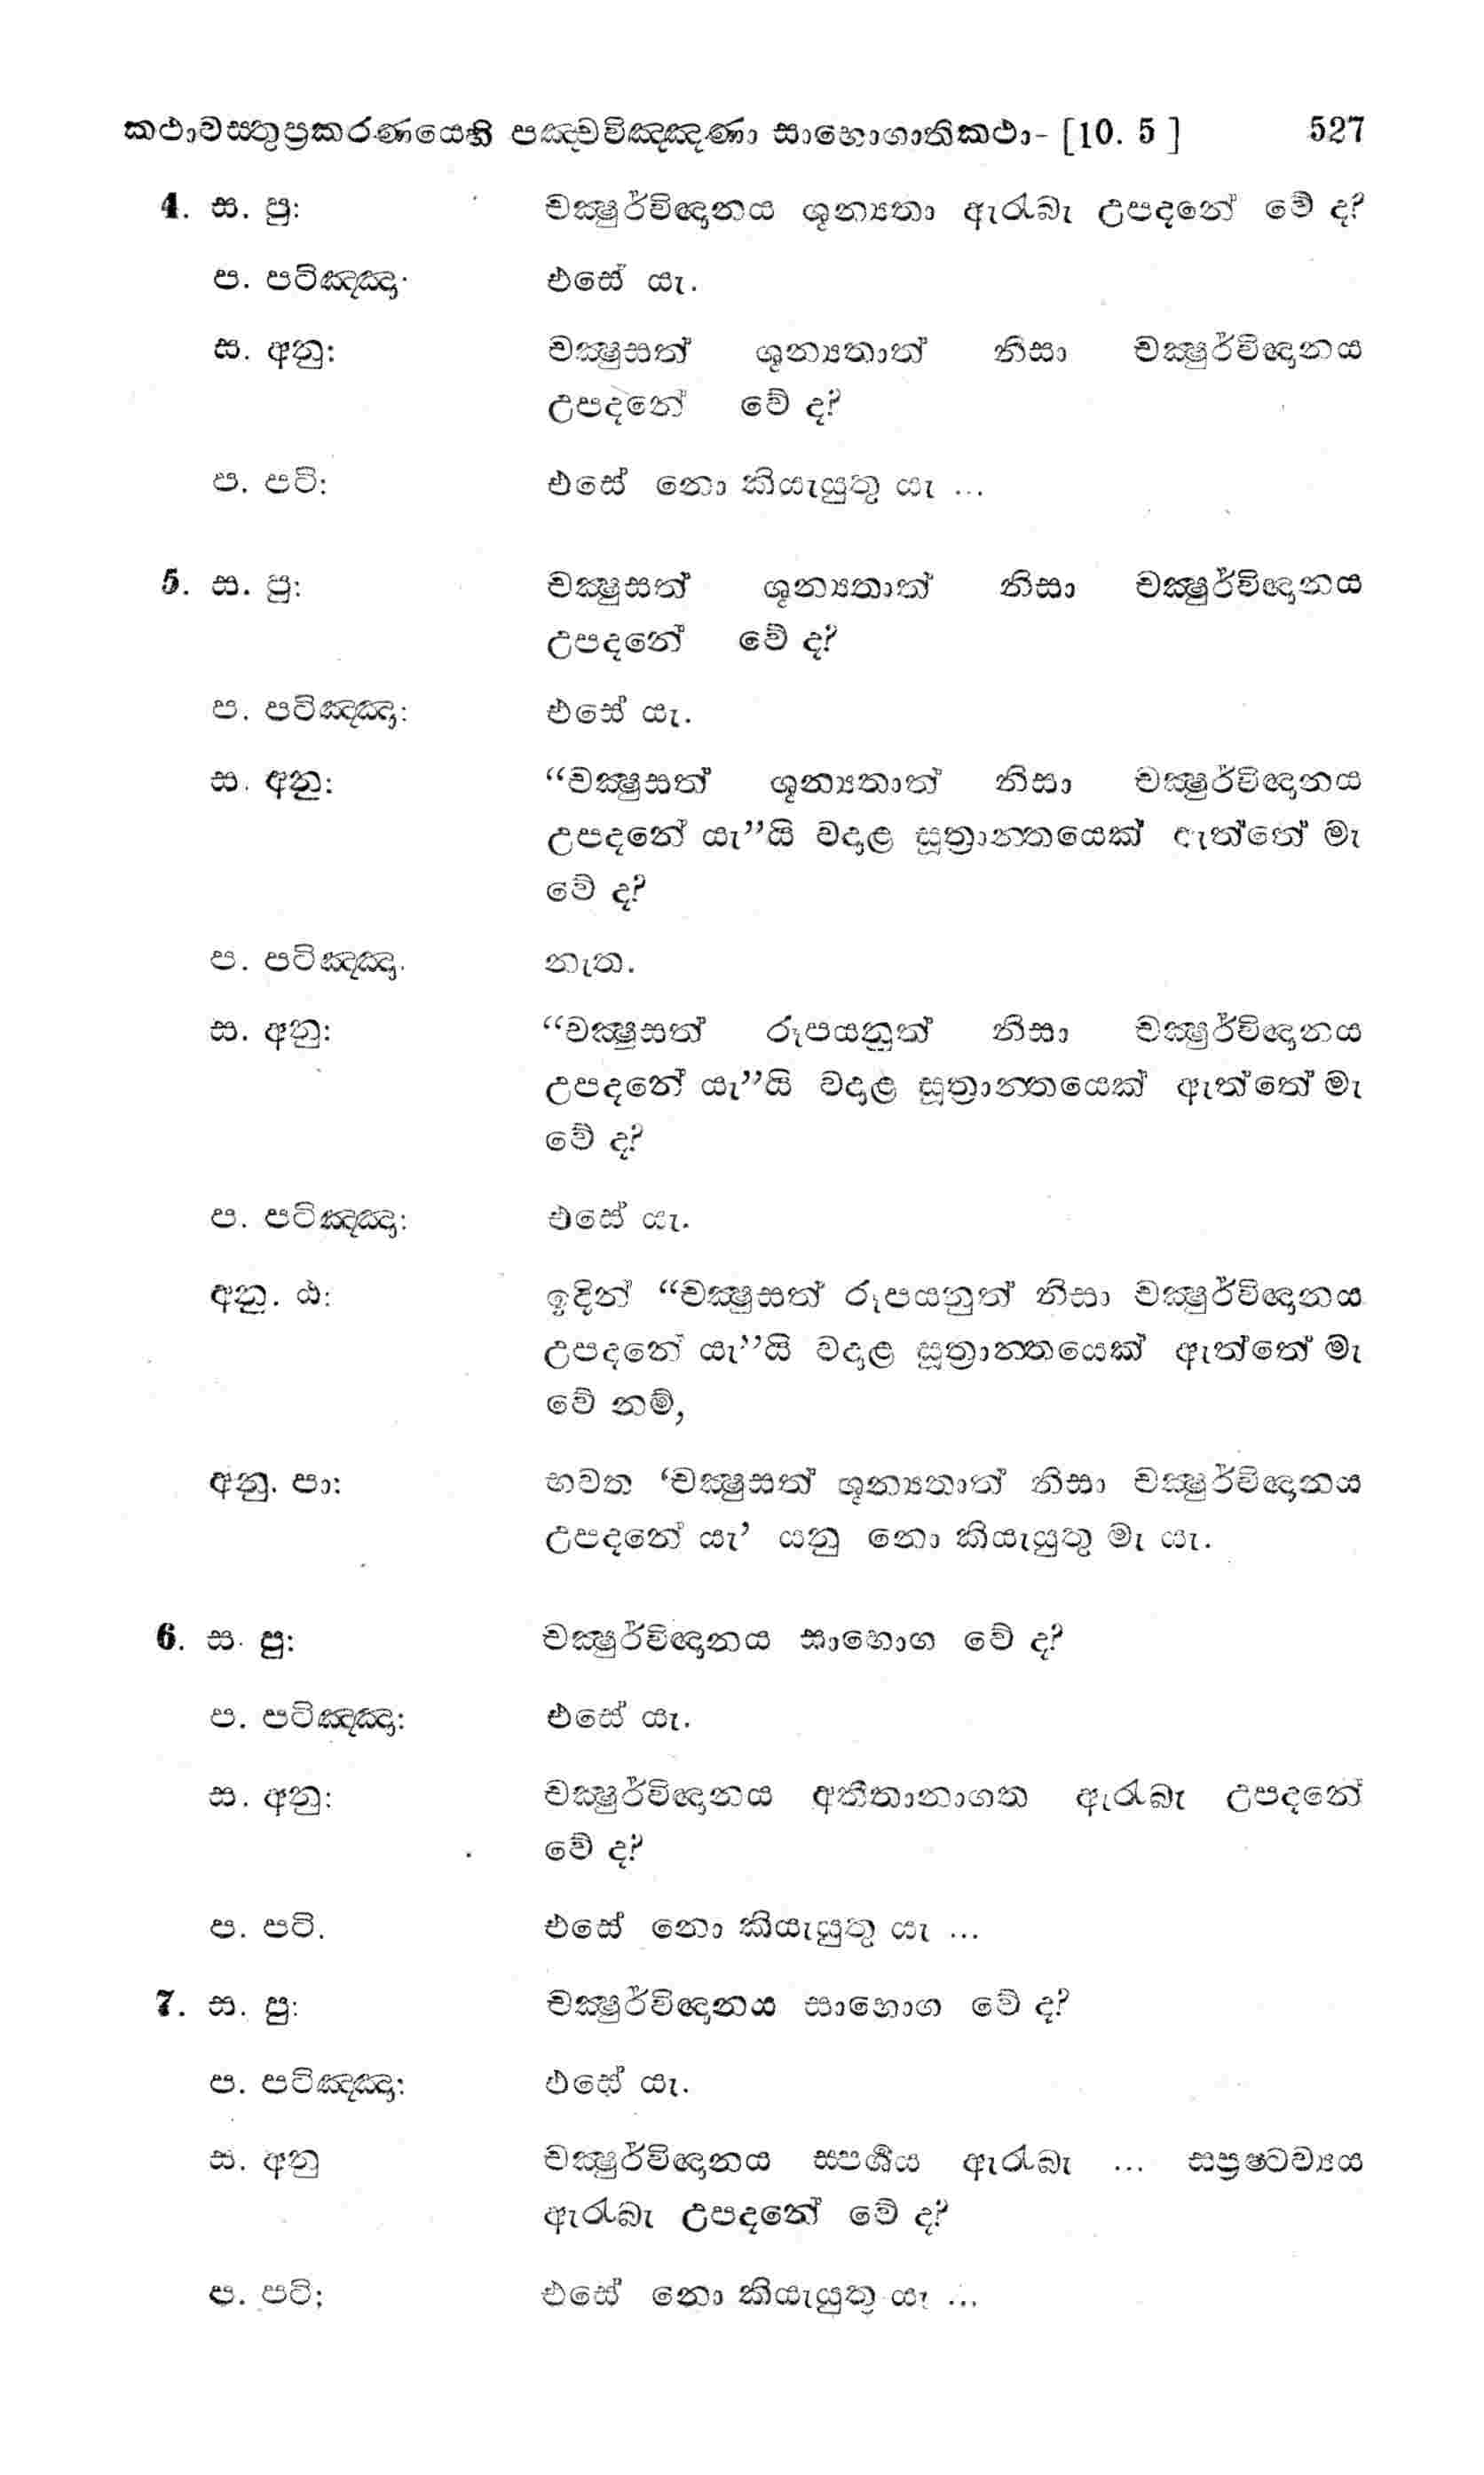 කථාවස්තුප්‍රකරණයෙහි පඤ්චවිඤ්ඤණා සාභොගාතිකථා- [10. 5 ] 527
4. ස. පු: චක්‍ෂුර්විඥානය ශූන්‍යතා ඇරැබැ උපදනේ වේ ද?
ප. පටිඤ්ඤා· එසේ යැ.
ස. අනු: චක්‍ෂුසත් ශූන්‍යතාත් නිසා චක්‍ෂුර්විඥානය
උපදනේ වේ ද?
ප. පටි: එසේ නො කියැයුතු යැ ...
5. ස. පු: චක්‍ෂුසත් ශූන්‍යතාත් නිසා චක්‍ෂුර්විඥානය
උපදනේ වේ ද?
ප. පටිඤ්ඤා: එසේ යැ.
ස. අනු: “චක්‍ෂුසත් ශූන්‍යතාත් නිසා චක්‍ෂුර්විඥානය
උපදනේ යැ”යි වදාළ සූත්‍රාන්තයෙක් ඇත්තේ මැ
වේ ද?
ප. පටිඤ්ඤා. නැත.
ස. අනු: “චක්‍ෂුසත් රූපයනුත් නිසා චක්‍ෂුර්විඥානය
උපදනේ යැ”යි වදාළ සූත්‍රාන්තයෙක් ඇත්තේ මැ
වේ ද?
ප. පටිඤ්ඤා: එසේ යැ.
අනු. ඨ: ඉදින් “චක්‍ෂුසත් රූපයනුත් නිසා චක්‍ෂුර්විඥානය
උපදනේ යැ”යි වදාළ සූත්‍රාන්තයෙක් ඇත්තේ මැ
වේ නම්,
අනු. පා: භවත ‘චක්‍ෂුසත් ශූන්‍යතාත් නිසා චක්‍ෂුර්විඥානය
උපදනේ යැ’ යනු නො කියැයුතු මැ යැ.
6. ස. පු: චක්‍ෂුර්විඥානය සාභොග වේ ද?
ප. පටිඤ්ඤා: එසේ යැ.
ස. අනු: චක්‍ෂුර්විඥානය අතීතානාගත ඇරැබැ උපදනේ
වේ ද?
ප. පටි. එසේ නො කියැයුතු යැ ...
7. ස. පු: චක්‍ෂුර්විඥානය සාභොග වේ ද?
ප. පටිඤ්ඤා: එසේ යැ.
ස. අනු චක්‍ෂුර්විඥානය ස්පර්‍ශය ඇරැබැ ... ස්ප්‍රෂ්ටව්‍යය
ඇරැබැ උපදනේ වේ ද?
ප. පටි; එසේ නො කියැයුතු යැ ...